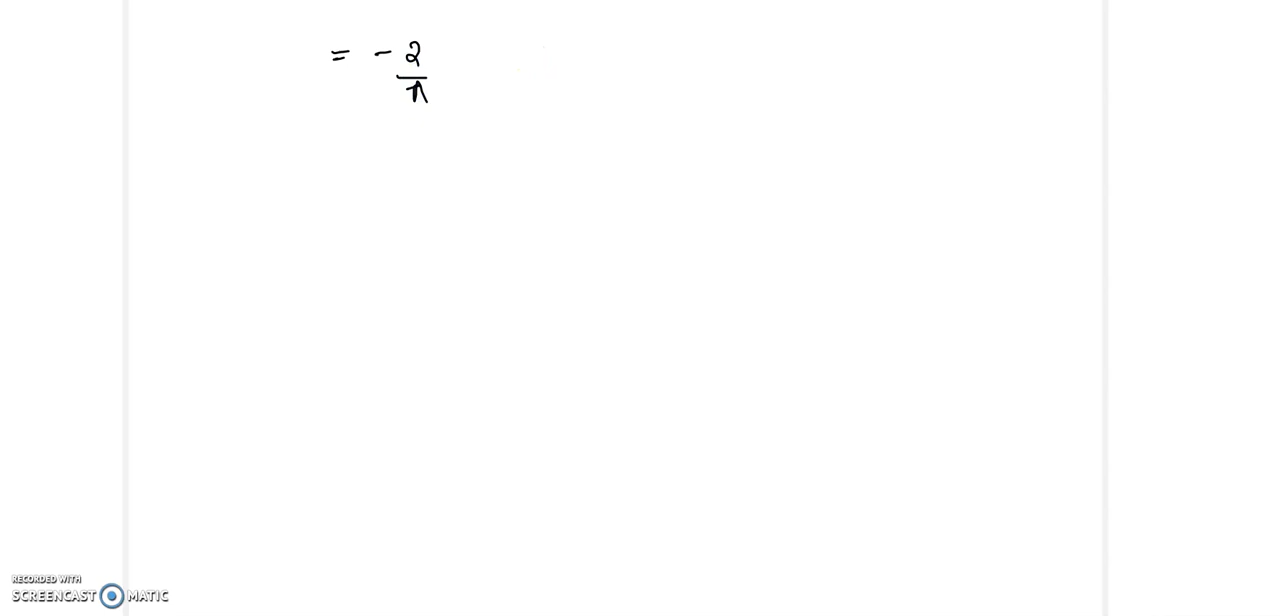 = - 2/π
RECORDED WITH
SCREENCAST MATIC